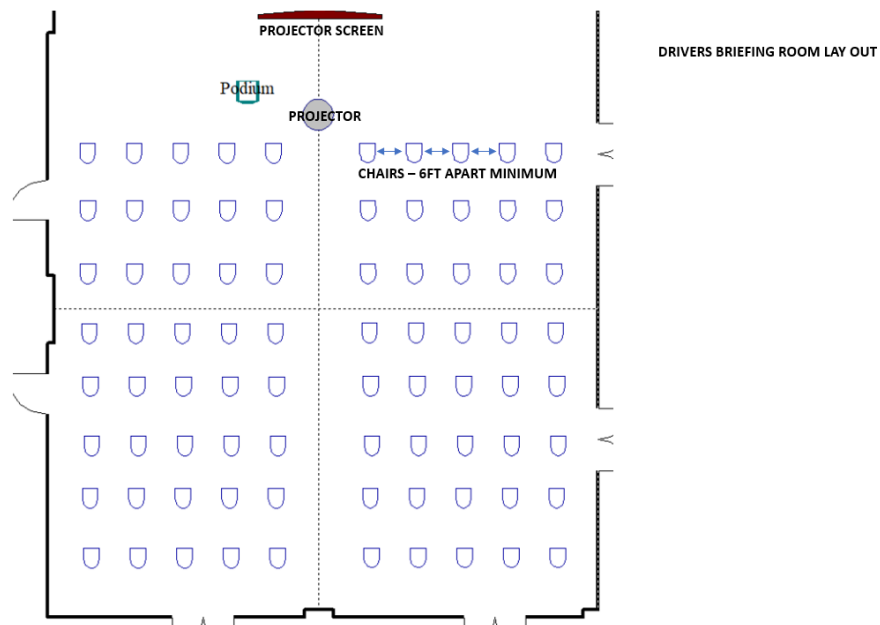 PROJECTOR SCREEN
DRIVERS BRIEFING ROOM LAY OUT
Podium
PROJECTOR
CHAIRS – 6FT APART MINIMUM